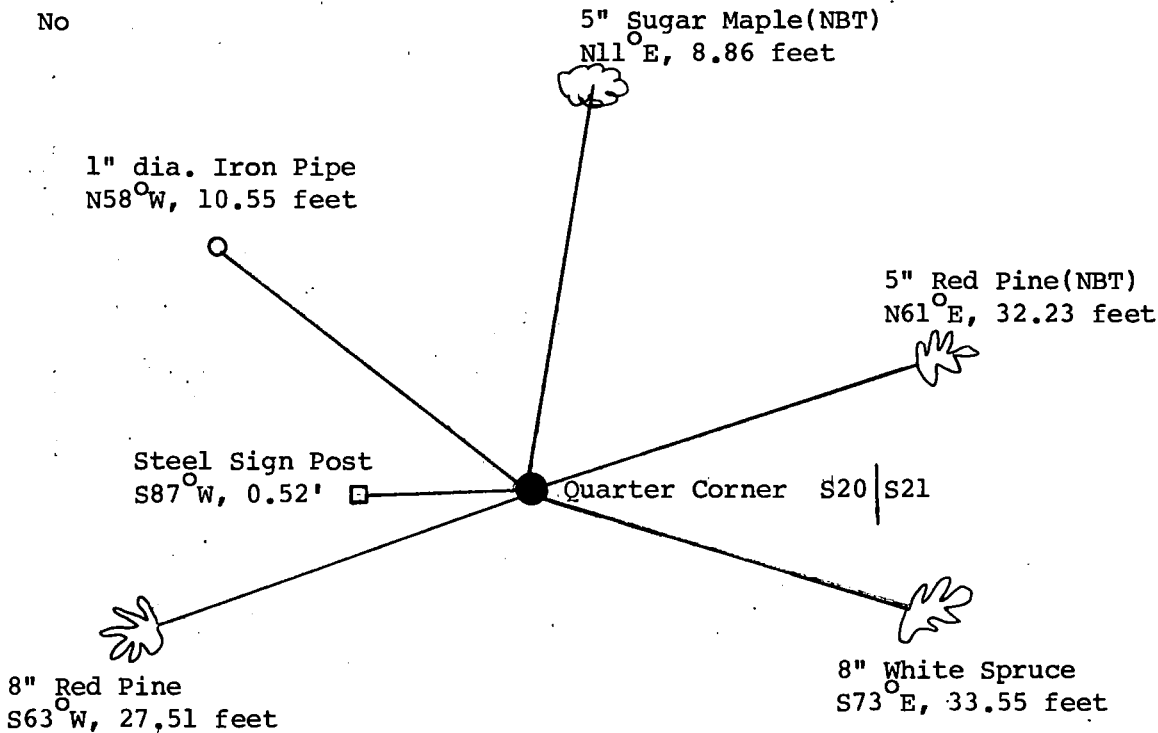 No
5" Sugar Maple(NBT)
N11°E, 8.86 feet
1" dia. Iron Pipe
N58°W, 10.55 feet
5" Red Pine(NBT)
N61°E, 32.23 feet
Steel Sign Post
S87°W, 0.52'
Quarter Corner S20|S21
8" Red Pine
S63°W, 27.51 feet
8" White Spruce
S73°E, 33.55 feet